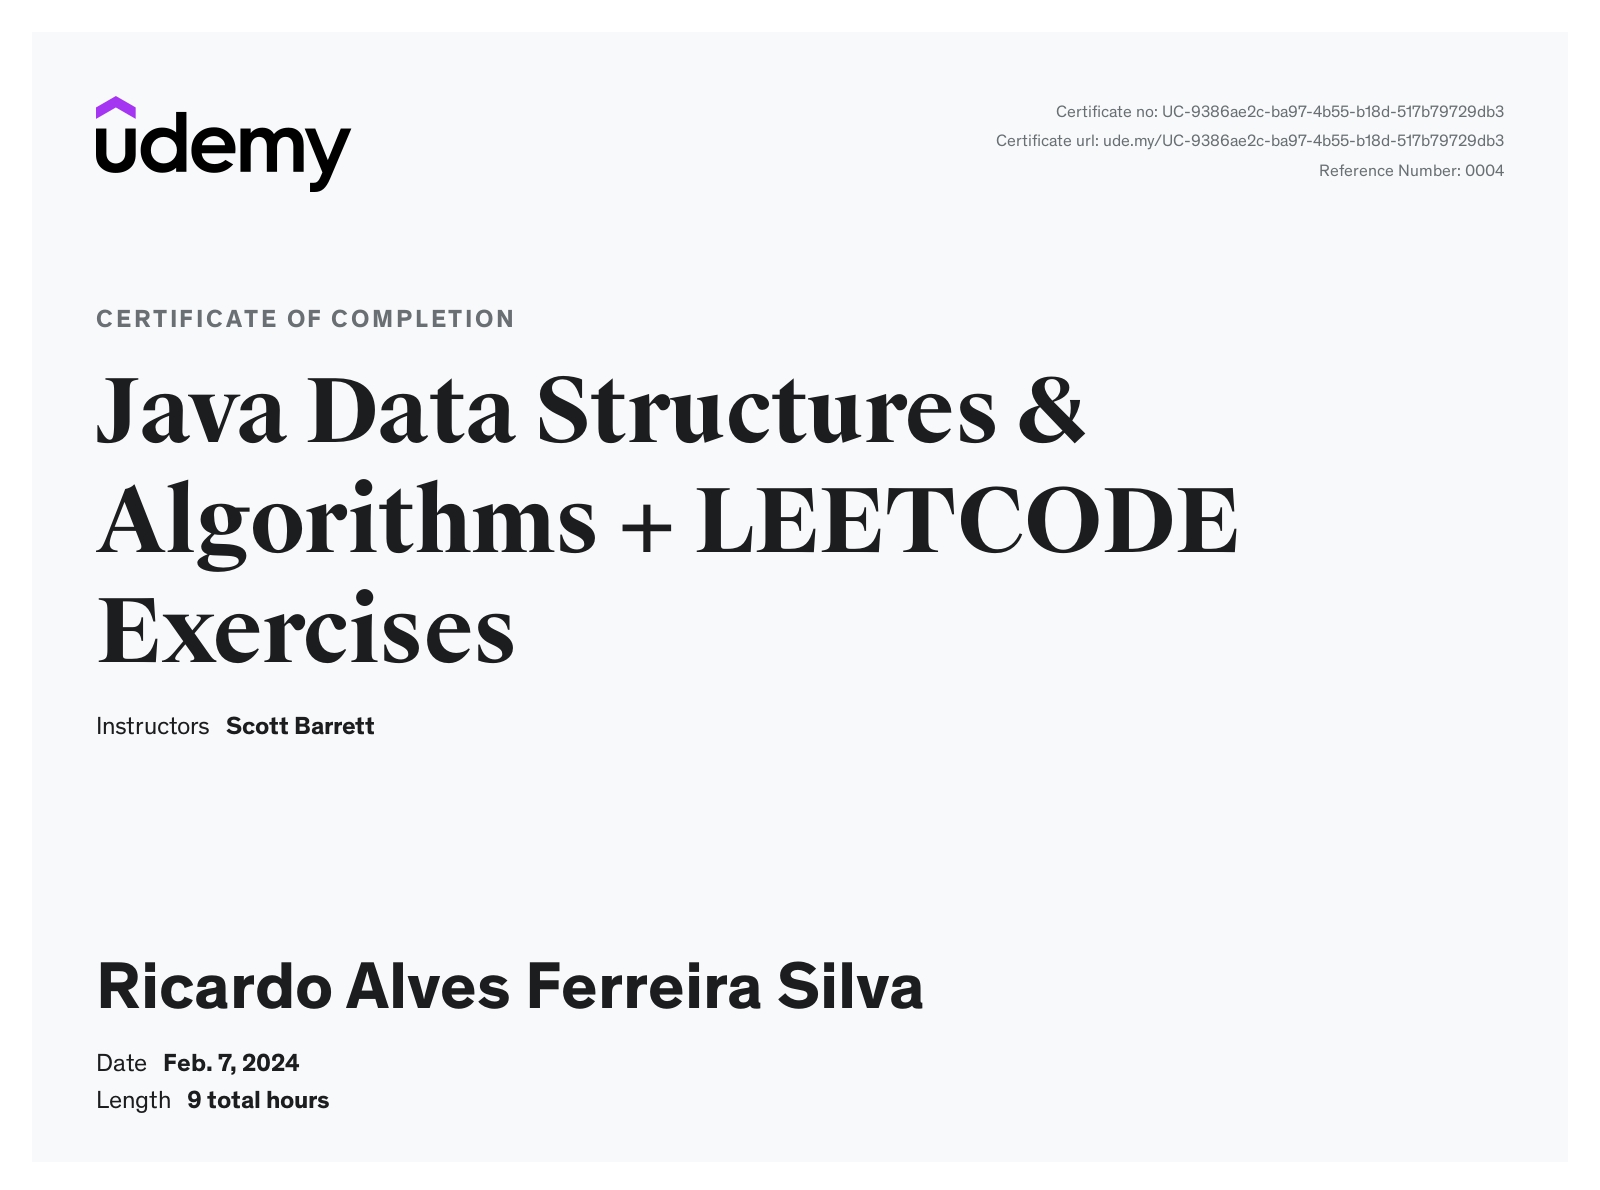 udemy
Certificate no: UC-9386ae2c-ba97-4b55-b18d-517b79729db3
Certificate url: ude.my/UC-9386ae2c-ba97-4b55-b18d-517b79729db3
Reference Number: 0004
CERTIFICATE OF COMPLETION
Java Data Structures &
Algorithms + LEETCODE
Exercises
Instructors Scott Barrett
Ricardo Alves Ferreira Silva
Date Feb. 7, 2024
Length 9 total hours